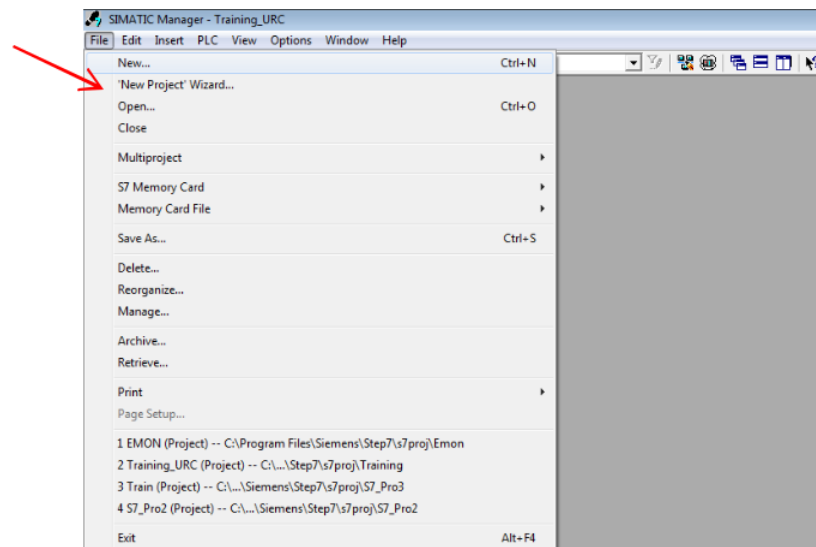 SIMATIC Manager - Training_URC
File Edit Insert PLC View Options Window Help
New... Ctrl+N
'New Project' Wizard...
Open... Ctrl+O
Close
Multiproject
S7 Memory Card
Memory Card File
Save As... Ctrl+S
Delete...
Reorganize...
Manage...
Archive...
Retrieve...
Print
Page Setup...
1 EMON (Project) -- C:\Program Files\Siemens\Step7\s7proj\Emon
2 Training_URC (Project) -- C:\...\Step7\s7proj\Training
3 Train (Project) -- C:\...\Siemens\Step7\s7proj\S7_Pro3
4 S7_Pro2 (Project) -- C:\...\Siemens\Step7\s7proj\S7_Pro2
Exit Alt+F4